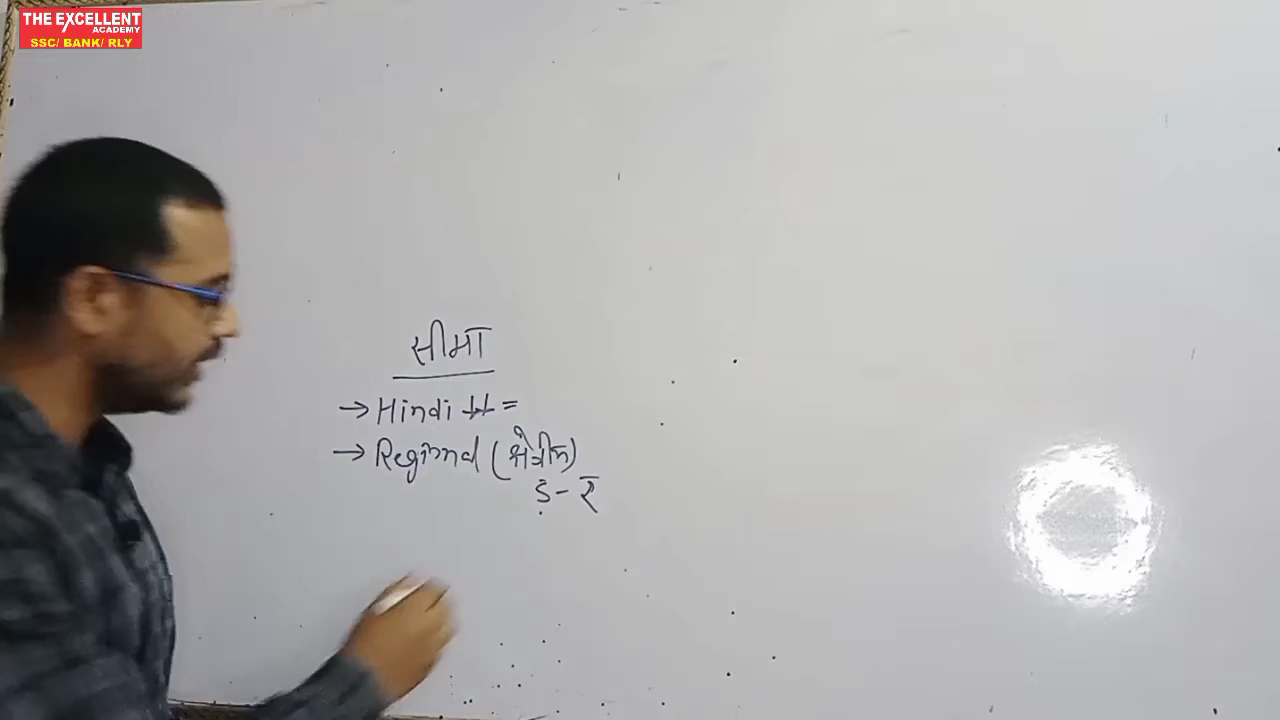 THE EXCELLENT
ACADEMY
SSC/ BANK/ RLY
सीमा
→ Hindi =
→ Regional (क्षेत्रीय)
ड़ - र